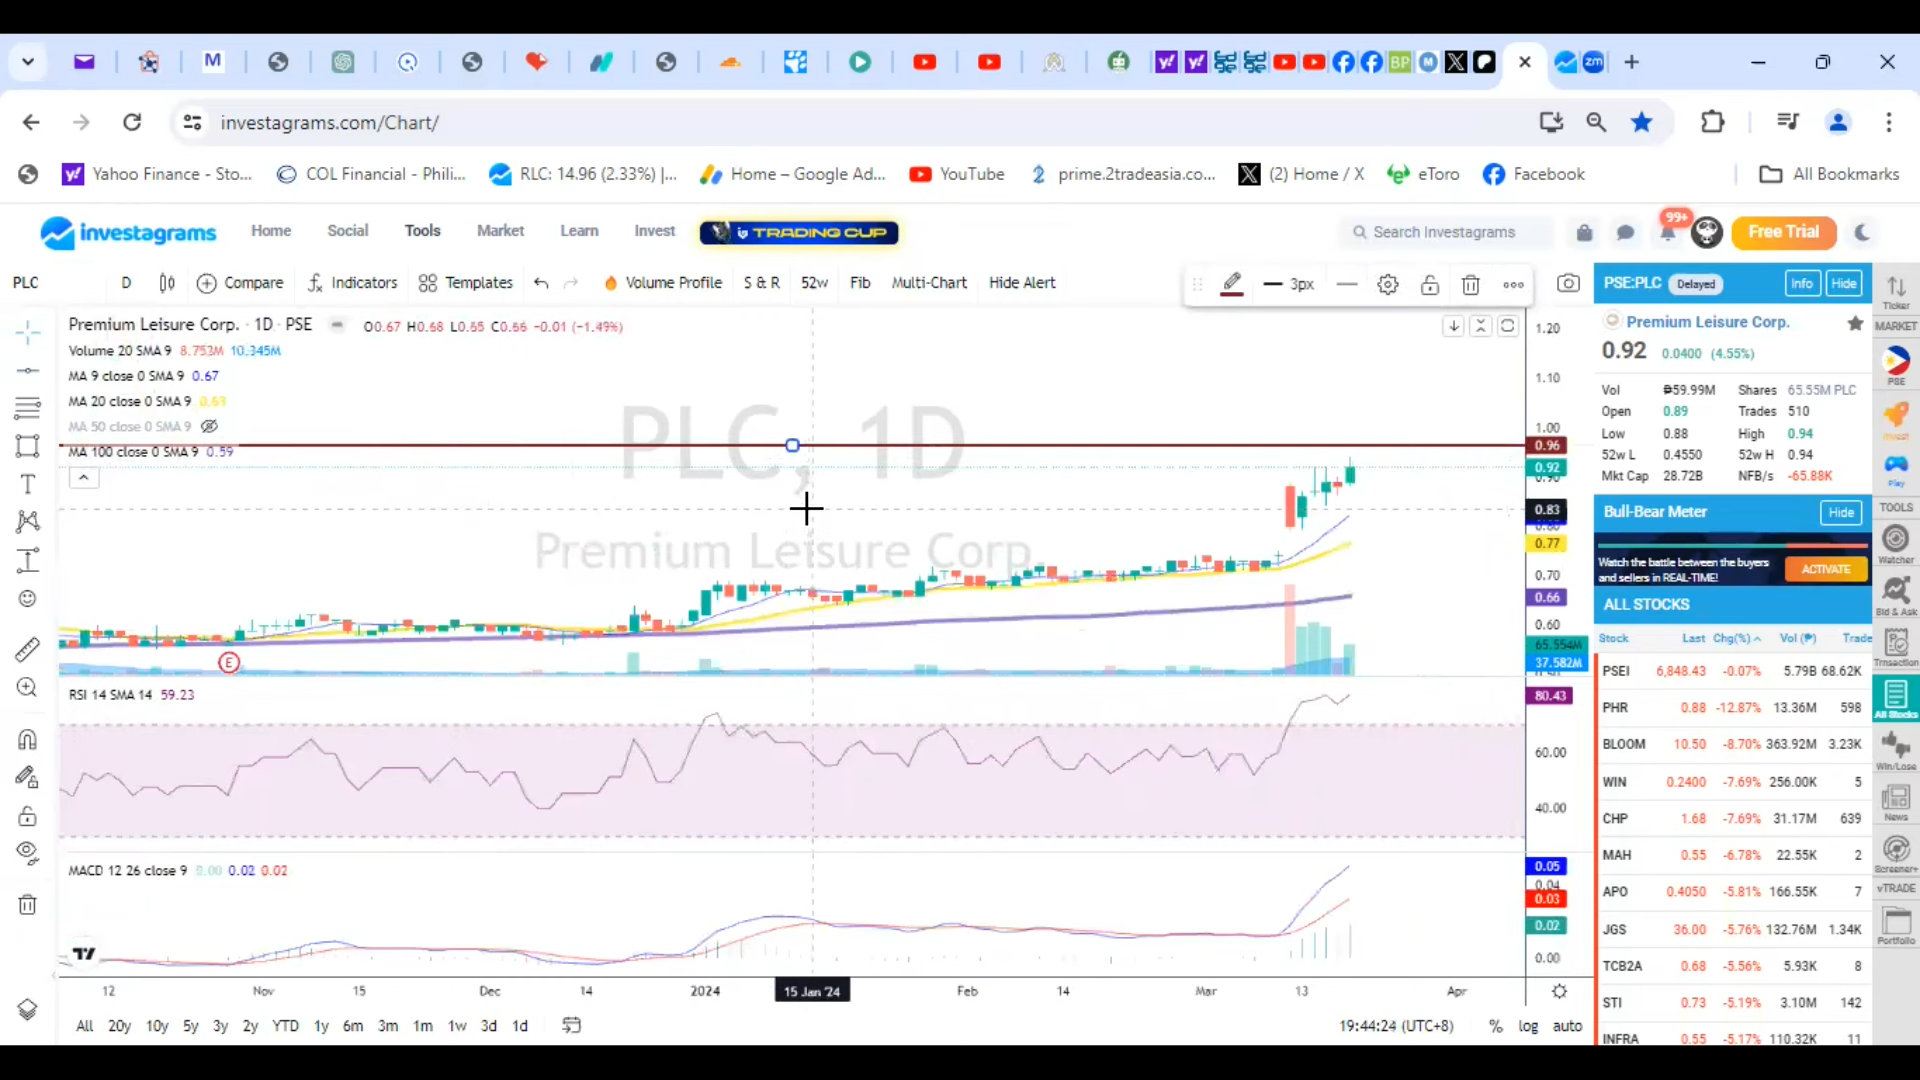 investagrams.com/Chart/
Yahoo Finance - Sto...
COL Financial - Phili...
RLC: 14.96 (2.33%) |...
Home – Google Ad...
YouTube
prime.2tradeasia.co...
(2) Home / X
eToro
Facebook
All Bookmarks
investagrams
Home
Social
Tools
Market
Learn
Invest
TRADING CUP
Search Investagrams
99+
Free Trial
PLC
D
Compare
Indicators
Templates
Volume Profile
S & R
52w
Fib
Multi-Chart
Hide Alert
3px
Premium Leisure Corp. · 1D · PSE
O0.67 H0.68 L0.65 C0.66 -0.01 (-1.49%)
Volume 20 SMA 9 8.753M 10.345M
MA 9 close 0 SMA 9 0.67
MA 20 close 0 SMA 9 0.63
MA 50 close 0 SMA 9
MA 100 close 0 SMA 9 0.59
PLC, 1D
Premium Leisure Corp.
E
1.20
1.10
1.00
0.96
0.92
0.90
0.83
0.80
0.77
0.70
0.66
0.60
65.554M
37.582M
RSI 14 SMA 14 59.23
80.43
60.00
40.00
MACD 12 26 close 9 0.00 0.02 0.02
0.05
0.04
0.03
0.02
0.00
12 Nov 15 Dec 14 2024 15 Jan '24 Feb 14 Mar 13 Apr
All 20y 10y 5y 3y 2y YTD 1y 6m 3m 1m 1w 3d 1d
19:44:24 (UTC+8)
% log auto
PSE:PLC Delayed Info Hide
Premium Leisure Corp.
0.92 0.0400 (4.55%)
Vol ₱59.99M Shares 65.55M PLC
Open 0.89 Trades 510
Low 0.88 High 0.94
52w L 0.4550 52w H 0.94
Mkt Cap 28.72B NFB/s -65.88K
Bull-Bear Meter Hide
Watch the battle between the buyers
and sellers in REAL-TIME!
ACTIVATE
ALL STOCKS
Stock Last Chg(%) Vol (₱) Trade
PSEI 6,848.43 -0.07% 5.79B 68.62K
PHR 0.88 -12.87% 13.36M 598
BLOOM 10.50 -8.70% 363.92M 3.23K
WIN 0.2400 -7.69% 256.00K 5
CHP 1.68 -7.69% 31.17M 639
MAH 0.55 -6.78% 22.55K 2
APO 0.4050 -5.81% 166.55K 7
JGS 36.00 -5.76% 132.76M 1.34K
TCB2A 0.68 -5.56% 5.93K 8
STI 0.73 -5.19% 3.10M 142
INFRA 0.55 -5.17% 110.32K 11
Ticker
MARKET
PSE
Invest
Play
TOOLS
Watcher
Bid & Ask
Trnsaction
All Stocks
Win/Lose
News
Screener+
vTRADE
Portfolio